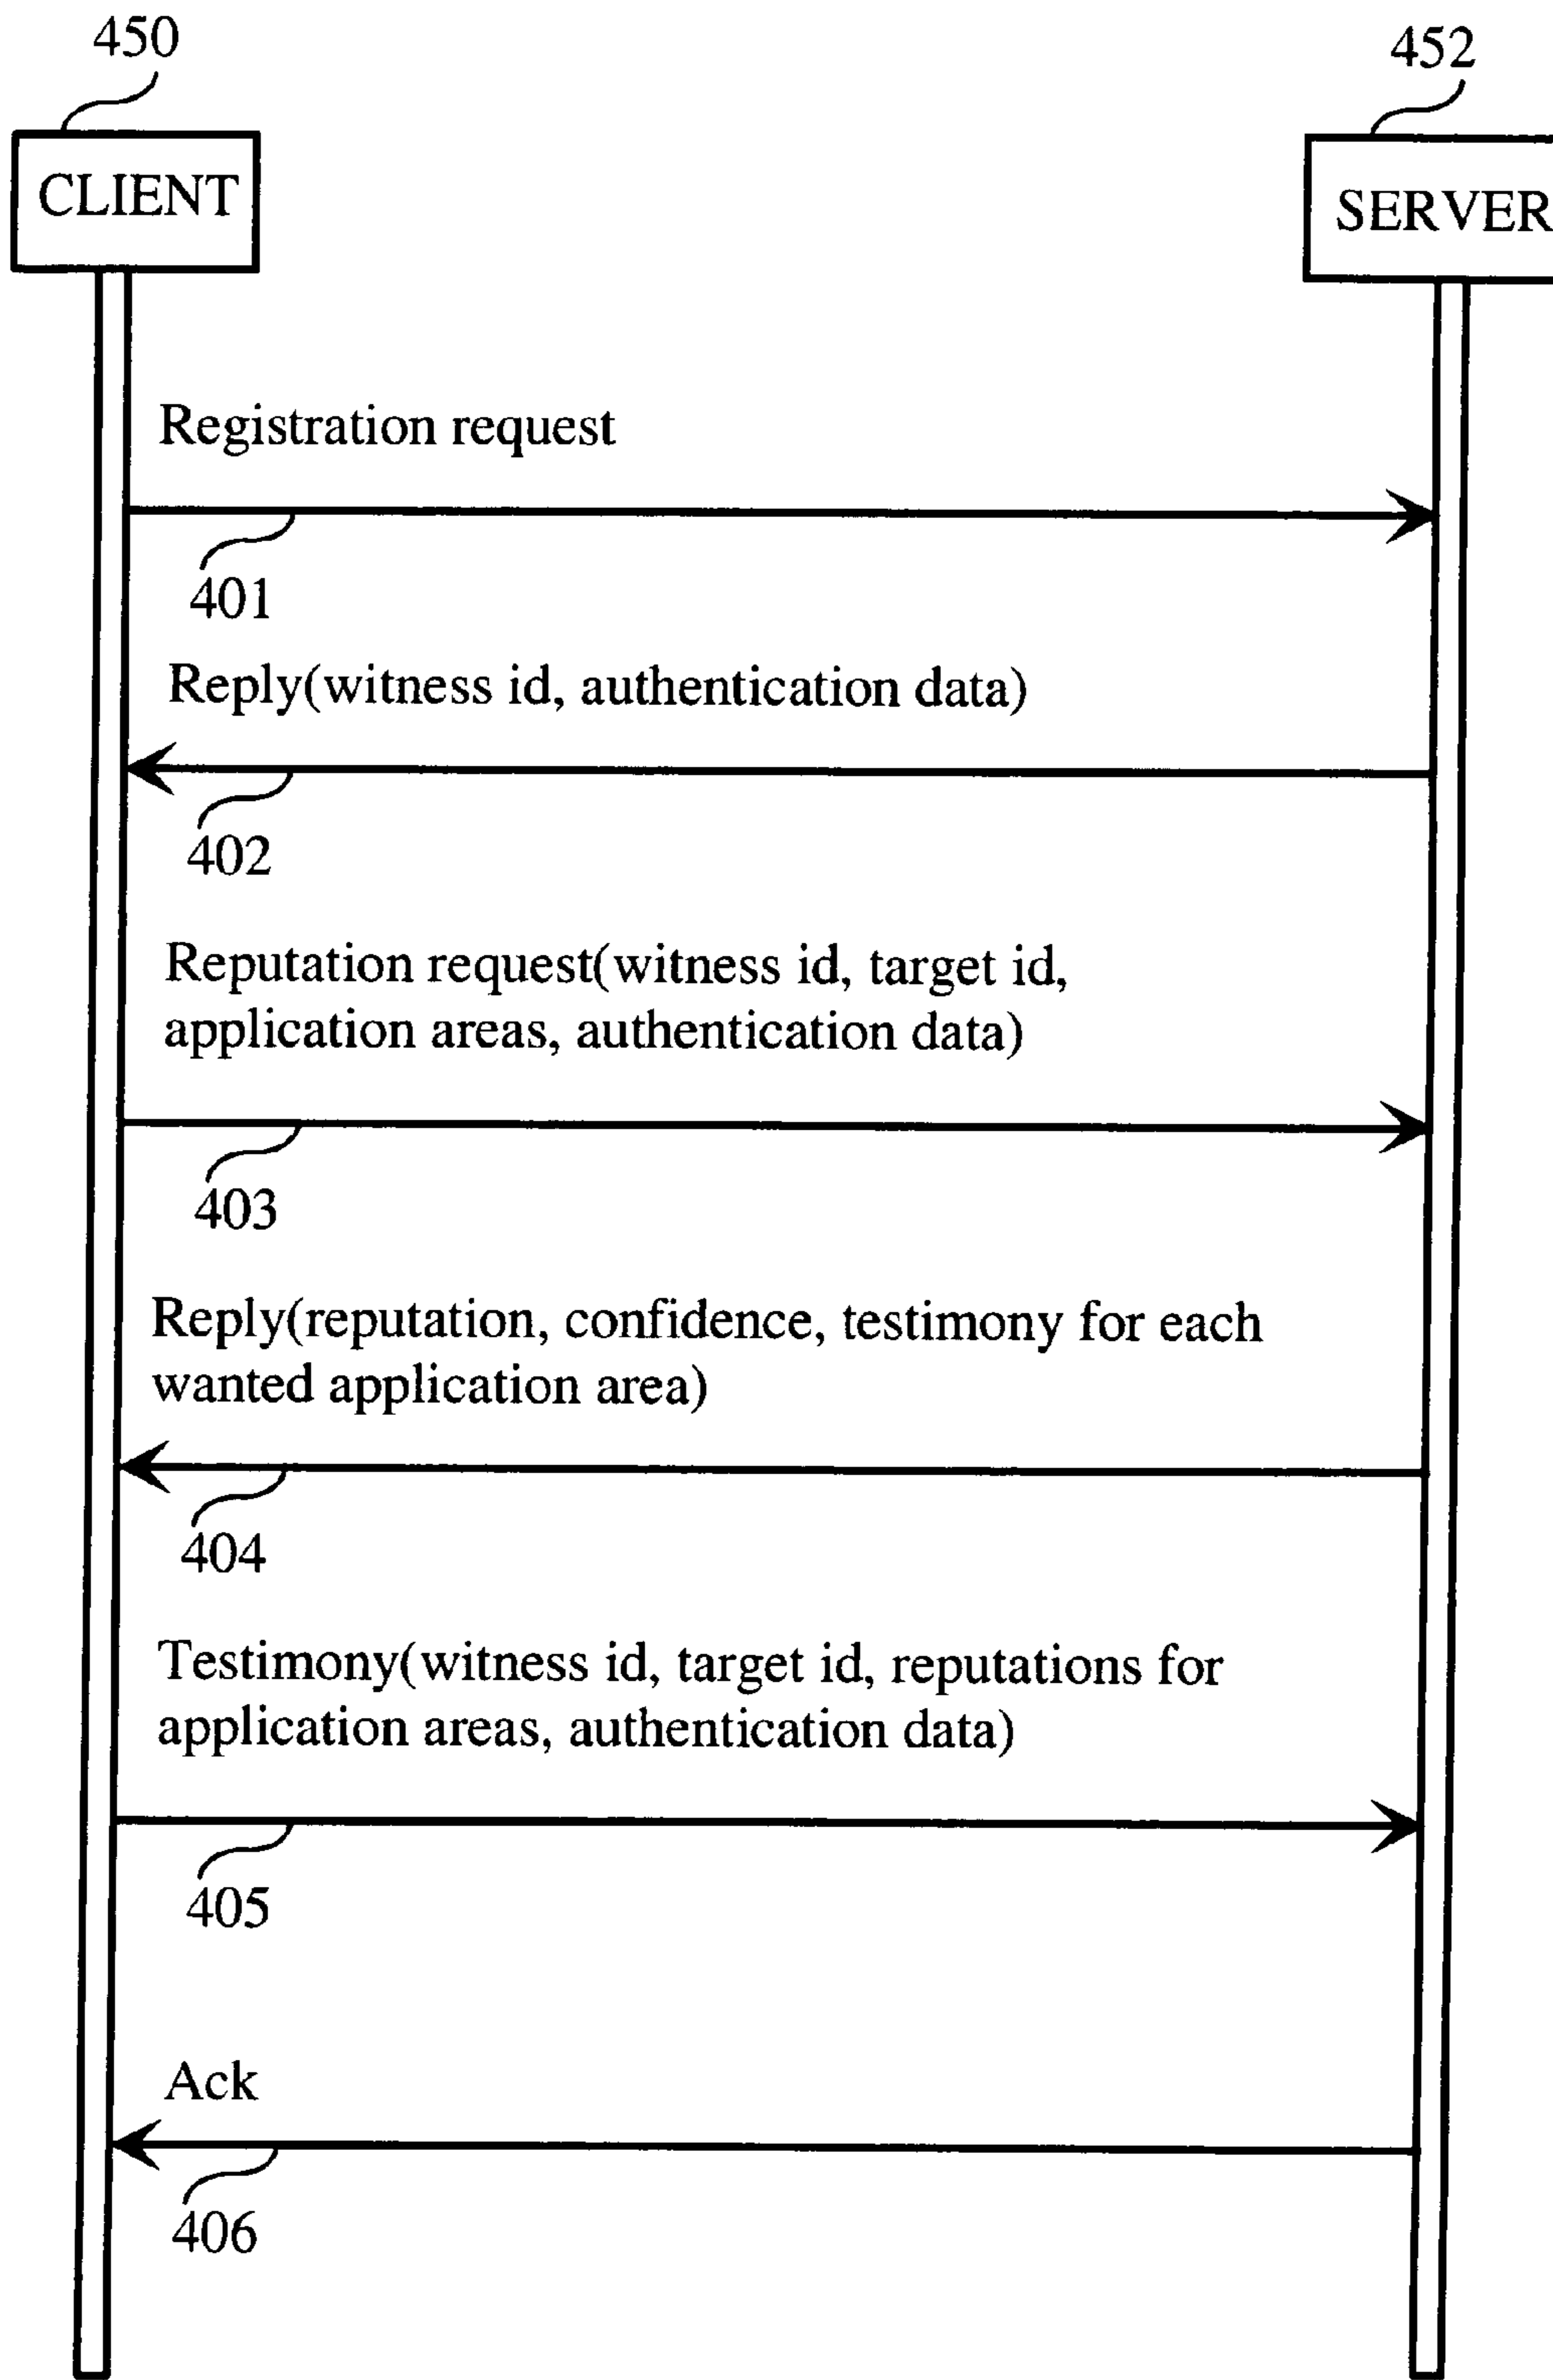 450
452
CLIENT
SERVER
Registration request
401
Reply(witness id, authentication data)
402
Reputation request(witness id, target id,
application areas, authentication data)
403
Reply(reputation, confidence, testimony for each
wanted application area)
404
Testimony(witness id, target id, reputations for
application areas, authentication data)
405
Ack
406